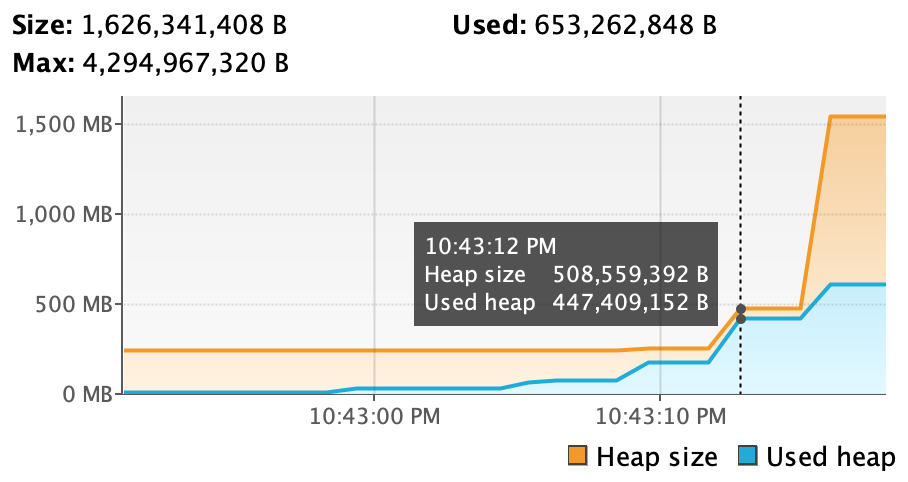 Size: 1,626,341,408 B Used: 653,262,848 B
Max: 4,294,967,320 B
1,500 MB
1,000 MB
10:43:12 PM
Heap size 508,559,392 B
500 MB
Used heap 447,409,152 B
0 MB
10:43:00 PM 10:43:10 PM
Heap size Used heap